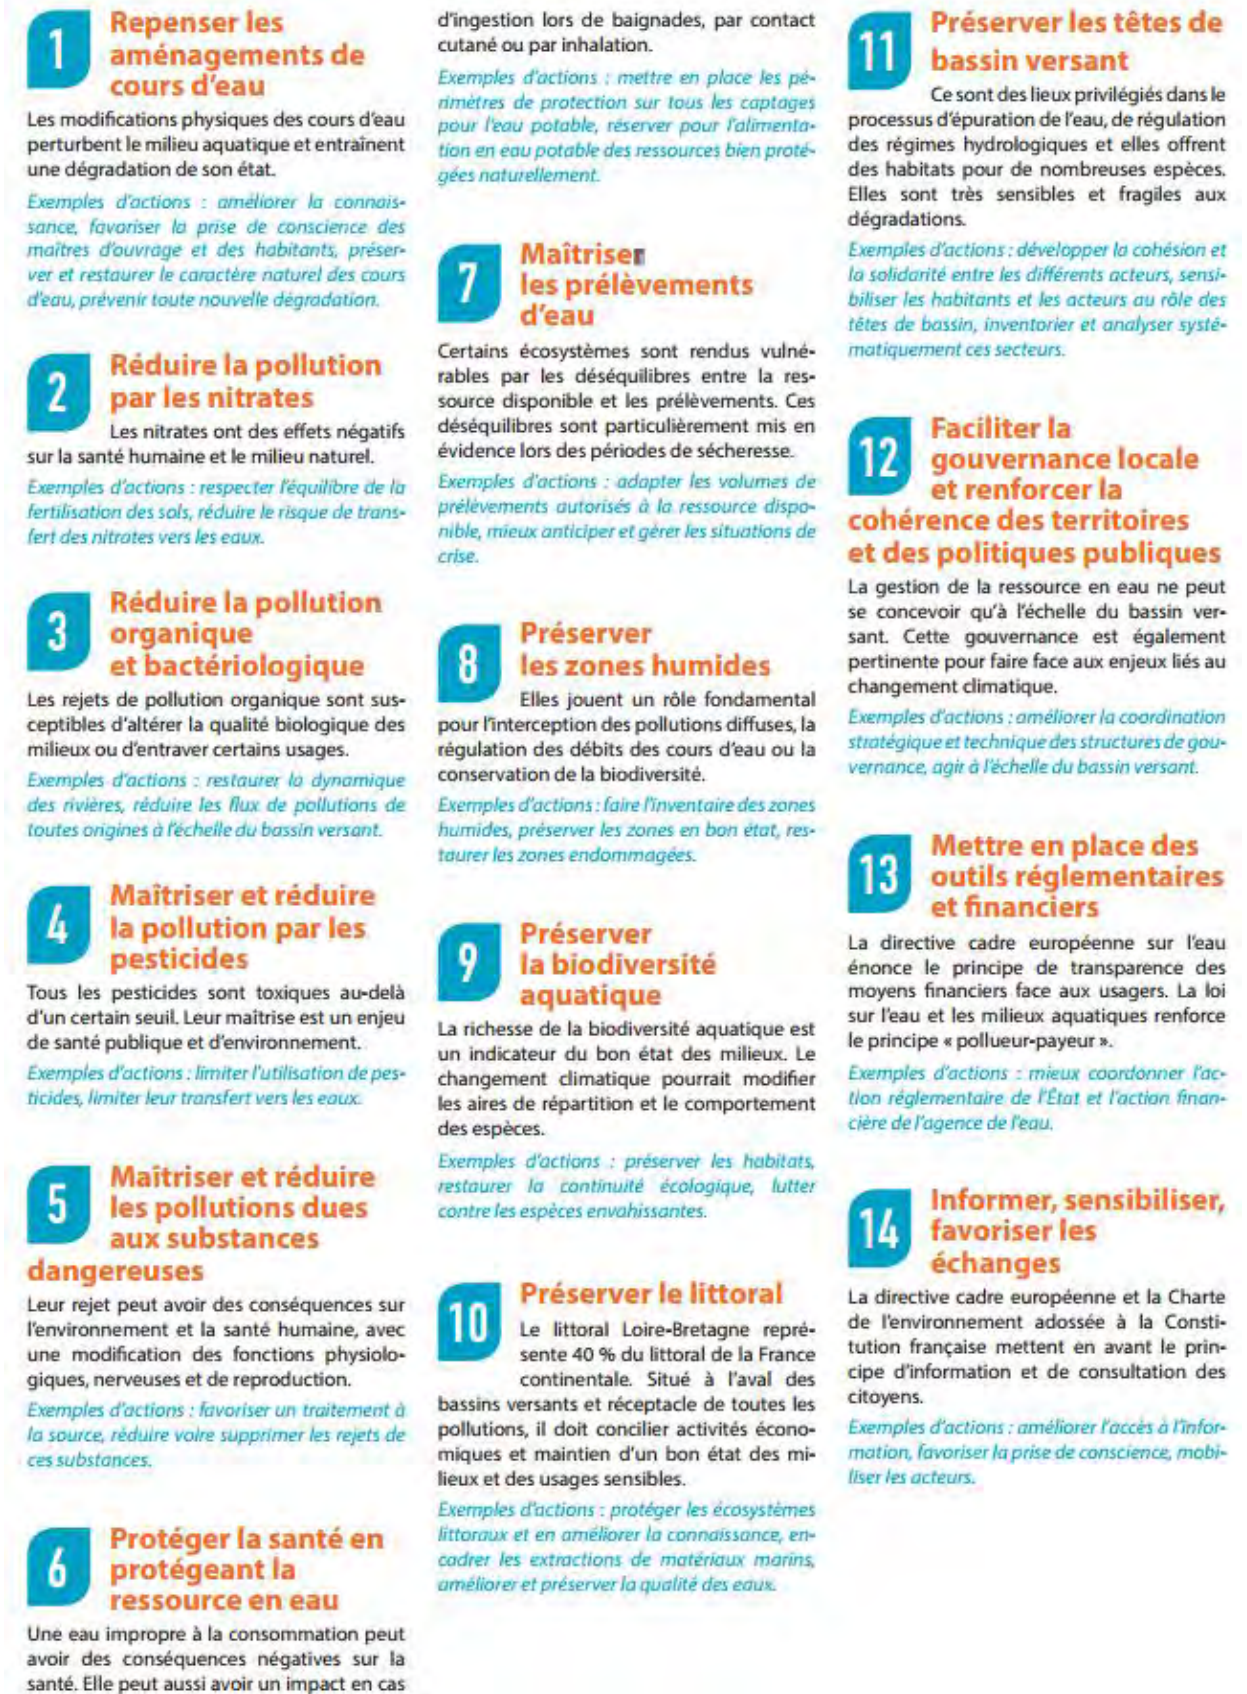 1
Repenser les
aménagements de
cours d'eau
Les modifications physiques des cours d'eau
perturbent le milieu aquatique et entraînent
une dégradation de son état.
Exemples d'actions : améliorer la connais-
sance, favoriser la prise de conscience des
maîtres d'ouvrage et des habitants, préser-
ver et restaurer le caractère naturel des cours
d'eau, prévenir toute nouvelle dégradation.
2
Réduire la pollution
par les nitrates
Les nitrates ont des effets négatifs
sur la santé humaine et le milieu naturel.
Exemples d'actions : respecter l'équilibre de la
fertilisation des sols, réduire le risque de trans-
fert des nitrates vers les eaux.
3
Réduire la pollution
organique
et bactériologique
Les rejets de pollution organique sont sus-
ceptibles d'altérer la qualité biologique des
milieux ou d'entraver certains usages.
Exemples d'actions : restaurer la dynamique
des rivières, réduire les flux de pollutions de
toutes origines à l'échelle du bassin versant.
4
Maîtriser et réduire
la pollution par les
pesticides
Tous les pesticides sont toxiques au-delà
d'un certain seuil. Leur maîtrise est un enjeu
de santé publique et d'environnement.
Exemples d'actions : limiter l'utilisation de pes-
ticides, limiter leur transfert vers les eaux.
5
Maîtriser et réduire
les pollutions dues
aux substances
dangereuses
Leur rejet peut avoir des conséquences sur
l'environnement et la santé humaine, avec
une modification des fonctions physiolo-
giques, nerveuses et de reproduction.
Exemples d'actions : favoriser un traitement à
la source, réduire voire supprimer les rejets de
ces substances.
6
Protéger la santé en
protégeant la
ressource en eau
Une eau impropre à la consommation peut
avoir des conséquences négatives sur la
santé. Elle peut aussi avoir un impact en cas
d'ingestion lors de baignades, par contact
cutané ou par inhalation.
Exemples d'actions : mettre en place les pé-
rimètres de protection sur tous les captages
pour l'eau potable, réserver pour l'alimenta-
tion en eau potable des ressources bien proté-
gées naturellement.
7
Maîtriser
les prélèvements
d'eau
Certains écosystèmes sont rendus vulné-
rables par les déséquilibres entre la res-
source disponible et les prélèvements. Ces
déséquilibres sont particulièrement mis en
évidence lors des périodes de sécheresse.
Exemples d'actions : adapter les volumes de
prélèvements autorisés à la ressource dispo-
nible, mieux anticiper et gérer les situations de
crise.
8
Préserver
les zones humides
Elles jouent un rôle fondamental
pour l'interception des pollutions diffuses, la
régulation des débits des cours d'eau ou la
conservation de la biodiversité.
Exemples d'actions : faire l'inventaire des zones
humides, préserver les zones en bon état, res-
taurer les zones endommagées.
9
Préserver
la biodiversité
aquatique
La richesse de la biodiversité aquatique est
un indicateur du bon état des milieux. Le
changement climatique pourrait modifier
les aires de répartition et le comportement
des espèces.
Exemples d'actions : préserver les habitats,
restaurer la continuité écologique, lutter
contre les espèces envahissantes.
10
Préserver le littoral
Le littoral Loire-Bretagne repré-
sente 40 % du littoral de la France
continentale. Situé à l'aval des
bassins versants et réceptacle de toutes les
pollutions, il doit concilier activités écono-
miques et maintien d'un bon état des mi-
lieux et des usages sensibles.
Exemples d'actions : protéger les écosystèmes
littoraux et en améliorer la connaissance, en-
cadrer les extractions de matériaux marins,
améliorer et préserver la qualité des eaux.
11
Préserver les têtes de
bassin versant
Ce sont des lieux privilégiés dans le
processus d'épuration de l'eau, de régulation
des régimes hydrologiques et elles offrent
des habitats pour de nombreuses espèces.
Elles sont très sensibles et fragiles aux
dégradations.
Exemples d'actions : développer la cohésion et
la solidarité entre les différents acteurs, sensi-
biliser les habitants et les acteurs au rôle des
têtes de bassin, inventorier et analyser systé-
matiquement ces secteurs.
12
Faciliter la
gouvernance locale
et renforcer la
cohérence des territoires
et des politiques publiques
La gestion de la ressource en eau ne peut
se concevoir qu'à l'échelle du bassin ver-
sant. Cette gouvernance est également
pertinente pour faire face aux enjeux liés au
changement climatique.
Exemples d'actions : améliorer la coordination
stratégique et technique des structures de gou-
vernance, agir à l'échelle du bassin versant.
13
Mettre en place des
outils réglementaires
et financiers
La directive cadre européenne sur l'eau
énonce le principe de transparence des
moyens financiers face aux usagers. La loi
sur l'eau et les milieux aquatiques renforce
le principe « pollueur-payeur ».
Exemples d'actions : mieux coordonner l'ac-
tion réglementaire de l'État et l'action finan-
cière de l'agence de l'eau.
14
Informer, sensibiliser,
favoriser les
échanges
La directive cadre européenne et la Charte
de l'environnement adossée à la Consti-
tution française mettent en avant le prin-
cipe d'information et de consultation des
citoyens.
Exemples d'actions : améliorer l'accès à l'infor-
mation, favoriser la prise de conscience, mobi-
liser les acteurs.